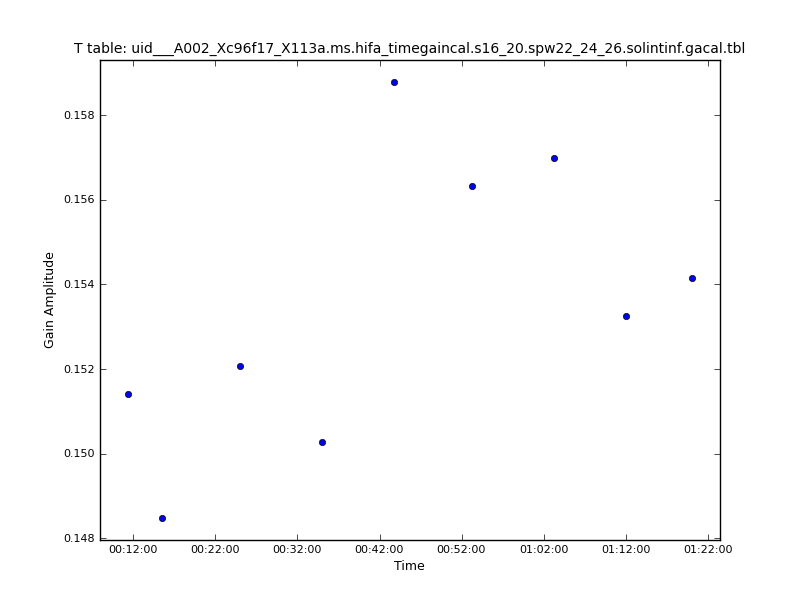 T table: uid___A002_Xc96f17_X113a.ms.hifa_timegaincal.s16_20.spw22_24_26.solintinf.gacal.tbl
0.158
0.156
0.154
0.152
0.150
0.148
Gain Amplitude
00:12:00 00:22:00 00:32:00 00:42:00 00:52:00 01:02:00 01:12:00 01:22:00
Time